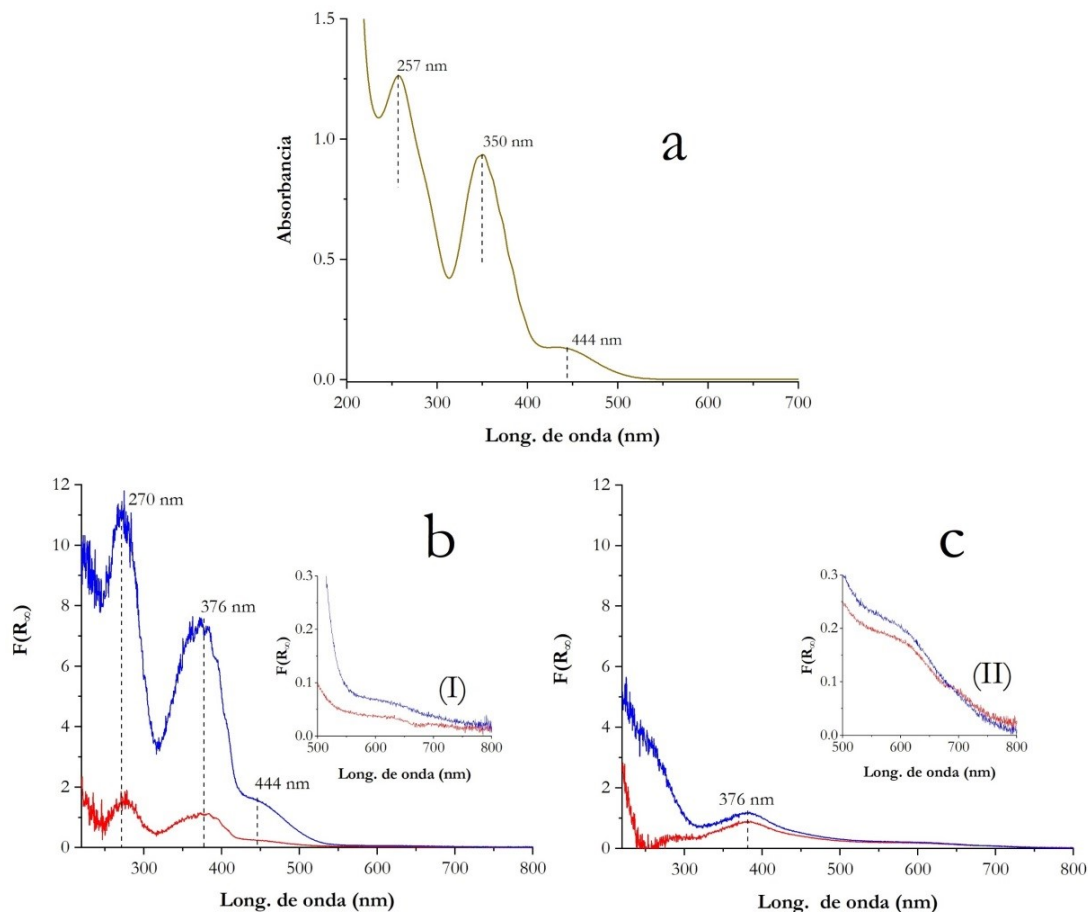 1.5
257 nm
350 nm
a
1.0
Absorbancia
0.5
444 nm
0.0
200 300 400 500 600 700
Long. de onda (nm)
12
270 nm
b
10
376 nm
0.3
8
0.2
F(R∞)
(I)
F(R∞)
6
0.1
0.0
500 600 700 800
4
Long. de onda (nm)
444 nm
2
0
300 400 500 600 700 800
Long. de onda (nm)
12
c
10
0.3
8
0.2
F(R∞)
(II)
F(R∞)
6
0.1
0.0
500 600 700 800
4
Long. de onda (nm)
2
376 nm
0
300 400 500 600 700 800
Long. de onda (nm)